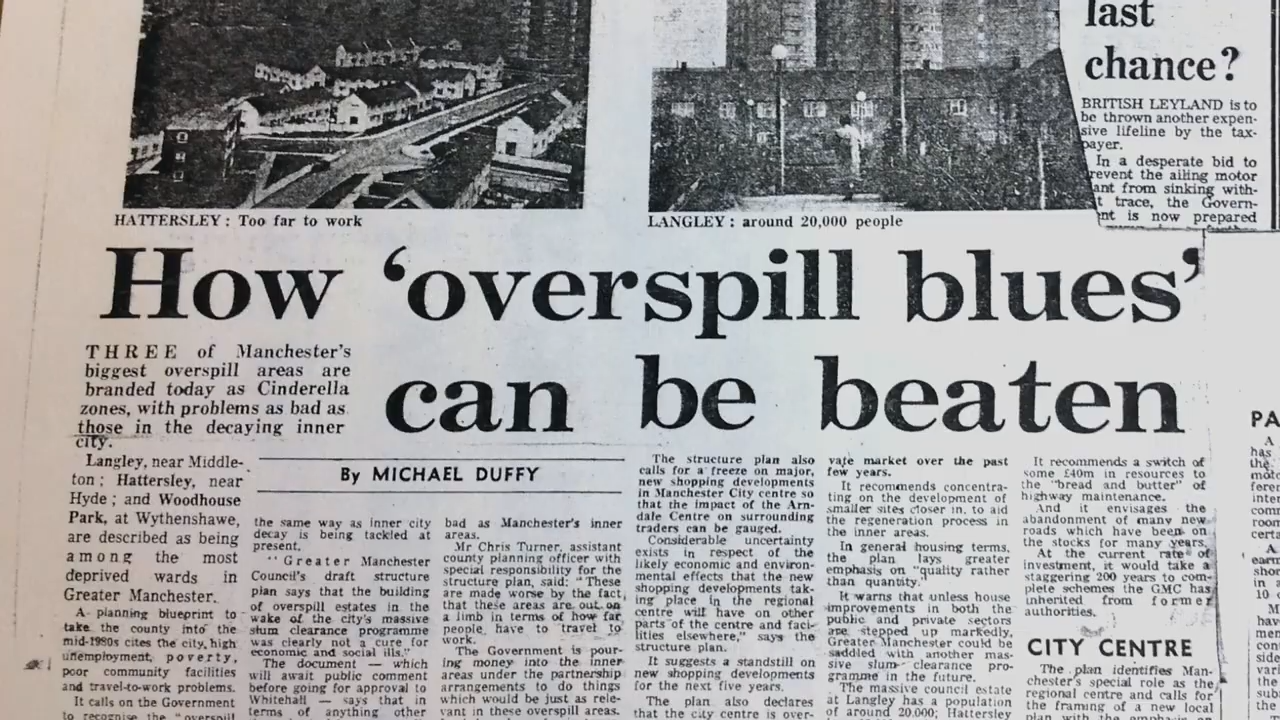 last
chance?
BRITISH LEYLAND is to
be thrown another expen-
sive lifeline by the tax-
payer.
In a desperate bid to
revent the ailing motor
ant from sinking with-
t trace, the Govern-
nt is now prepared
HATTERSLEY : Too far to work
LANGLEY : around 20,000 people
How ‘overspill blues’
can be beaten
THREE of Manchester's
biggest overspill areas are
branded today as Cinderella
zones, with problems as bad as
those in the decaying inner
city.
Langley, near Middle-
ton ; Hattersley, near
Hyde ; and Woodhouse
Park, at Wythenshawe,
are described as being
among the most
deprived wards in
Greater Manchester.
A planning blueprint to
take the county into the
mid-1980s cites the city, high
unemployment, poverty,
poor community facilities
and travel-to-work problems.
It calls on the Government
to recognise the "overspill
By MICHAEL DUFFY
the same way as inner city
decay is being tackled at
present.
"Greater Manchester
Council's draft structure
plan says that the building
of overspill estates in the
wake of the city's massive
slum clearance programme
was clearly not a cure for
economic and social ills."
The document — which
will await public comment
before going for approval to
Whitehall — says that in
terms of anything other
bad as Manchester's inner
areas.
Mr Chris Turner, assistant
county planning officer with
special responsibility for the
structure plan, said: "These
are made worse by the fact
that these areas are out on
a limb in terms of how far
people have to travel to
work.
The Government is pour-
ing money into the inner
areas under the partnership
arrangements to do things
which would be just as rele-
vant in these overspill areas.
The structure plan also
calls for a freeze on major,
new shopping developments
in Manchester City centre so
that the impact of the Arn-
dale Centre on surrounding
traders can be gauged.
Considerable uncertainty
exists in respect of the
likely economic and environ-
mental effects that the new
shopping developments
taking place in the regional
centre will have on other
parts of the centre and faci-
lities elsewhere," says the
structure plan.
It suggests a standstill on
new shopping developments
for the next five years.
The plan also declares
that the city centre is over-
vate market over the past
few years.
It recommends concentra-
ting on the development of
smaller sites closer in, to aid
the regeneration process in
the inner areas.
In general housing terms,
the plan lays greater
emphasis on "quality rather
than quantity."
It warns that unless house
improvements in both the
public and private sectors
are stepped up markedly,
Greater Manchester could be
saddled with another mas-
sive slum clearance pro-
gramme in the future.
The massive council estate
at Langley has a population
of around 20,000; Hattersley
It recommends a switch of
some £40m in resources to
the "bread and butter" of
highway maintenance.
And it envisages the
abandonment of many new
roads which have been on
the stocks for many years.
At the current rate of
investment, it would take a
staggering 200 years to com-
plete schemes the GMC has
inherited from former
authorities.
CITY CENTRE
The plan identifies Man-
chester's special role as the
regional centre and calls for
the framing of a new local
plan with the
PA
A
has
the